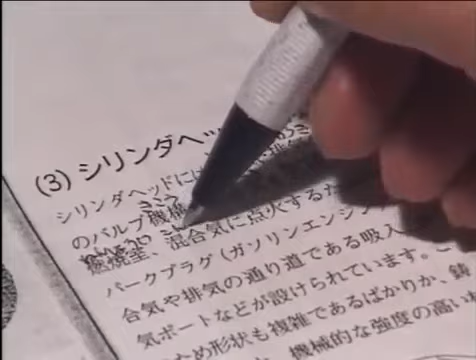 (3) シリンダヘッ
シリンダヘッドには
のバルブ機構
燃焼室、混合気に点火するた
パークプラグ(ガソリンエンジン
合気や排気の通り道である吸入
気ポートなどが設けられています。こ
ため形状も複雑であるばかりか、鋳
機械的な強度の高い